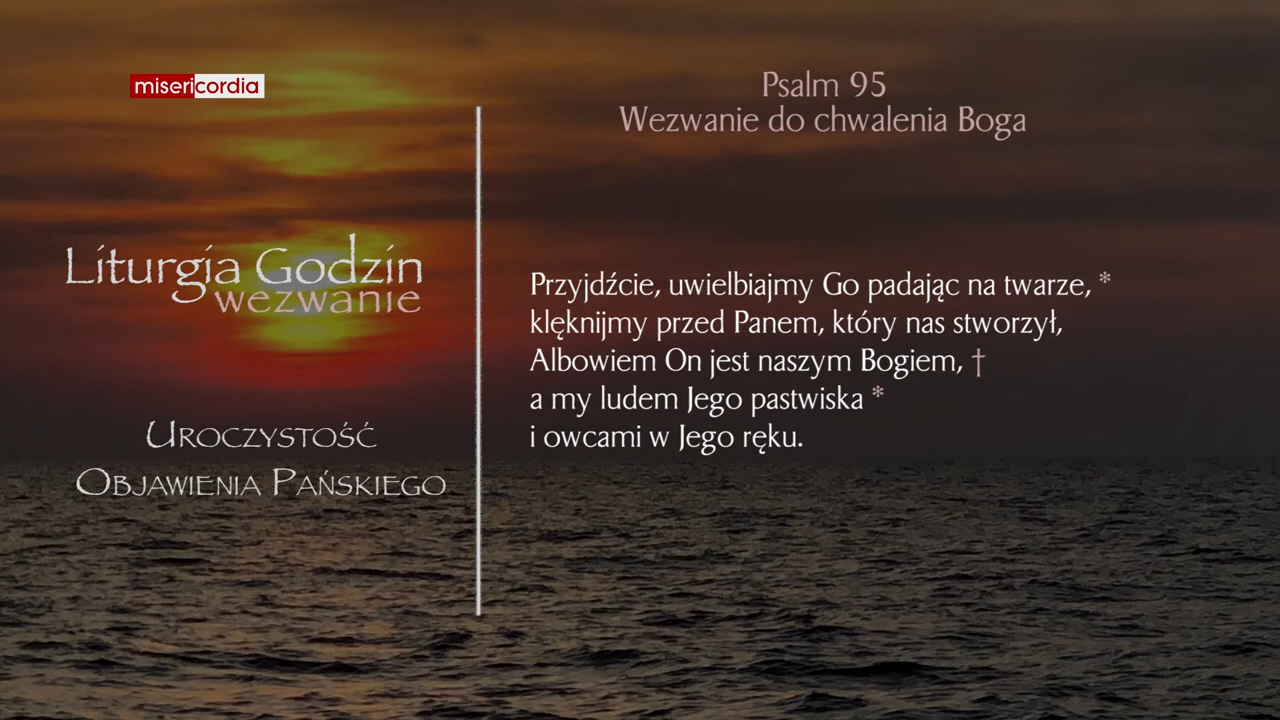 misericordia
Liturgia Godzin
wezwanie
Uroczystość
Objawienia Pańskiego
Psalm 95
Wezwanie do chwalenia Boga
Przyjdźcie, uwielbiajmy Go padając na twarze, *
klęknijmy przed Panem, który nas stworzył,
Albowiem On jest naszym Bogiem, †
a my ludem Jego pastwiska *
i owcami w Jego ręku.